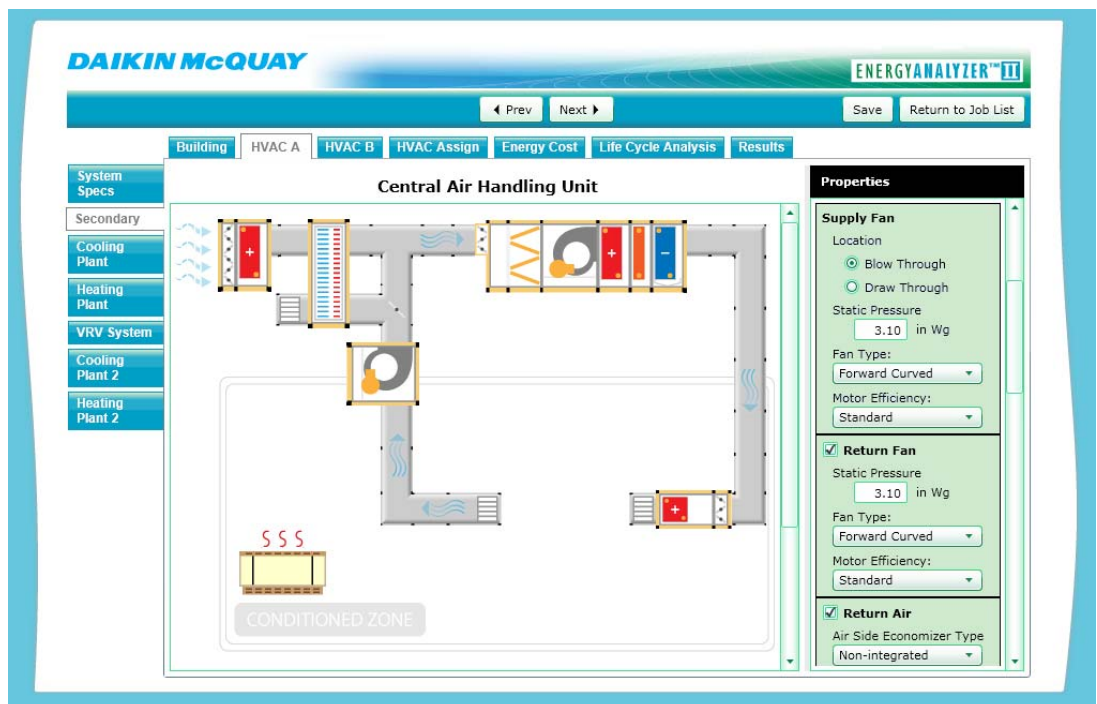 DAIKIN McQUAY
ENERGYANALYZER™ II
Prev Next
Save Return to Job List
Building HVAC A HVAC B HVAC Assign Energy Cost Life Cycle Analysis Results
System
Specs
Secondary
Cooling
Plant
Heating
Plant
VRV System
Cooling
Plant 2
Heating
Plant 2
Central Air Handling Unit
+
+
-
+
CONDITIONED ZONE
Properties
Supply Fan
Location
Blow Through
Draw Through
Static Pressure
3.10 in Wg
Fan Type:
Forward Curved
Motor Efficiency:
Standard
Return Fan
Static Pressure
3.10 in Wg
Fan Type:
Forward Curved
Motor Efficiency:
Standard
Return Air
Air Side Economizer Type
Non-integrated